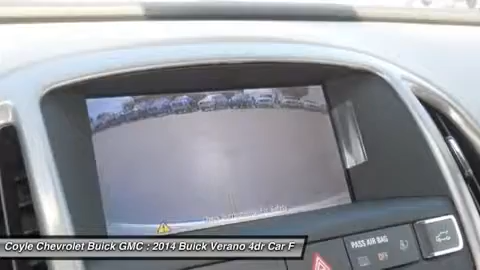 PASS AIR BAG
OFF
Coyle Chevrolet Buick GMC : 2014 Buick Verano 4dr Car F